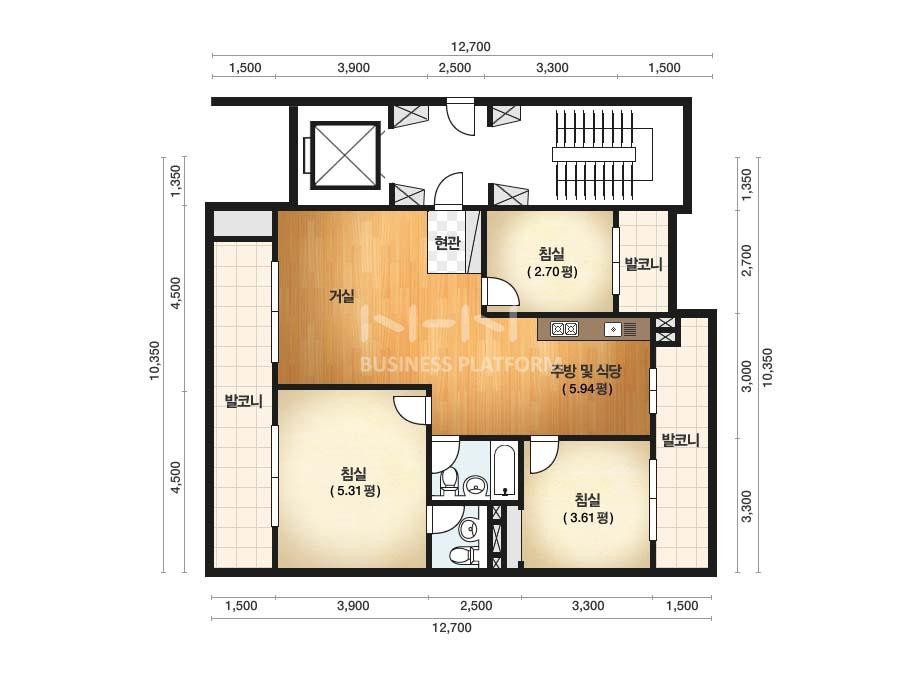 12,700
1,500 3,900 2,500 3,300 1,500
1,350
1,350
현관
침실
( 2.70 평)
발코니
2,700
거실
4,500
N-H-N
BUSINESS PLATFORM
주방 및 식당
( 5.94 평)
3,000
10,350
10,350
발코니
발코니
침실
( 5.31 평)
4,500
침실
( 3.61 평)
3,300
1,500 3,900 2,500 3,300 1,500
12,700